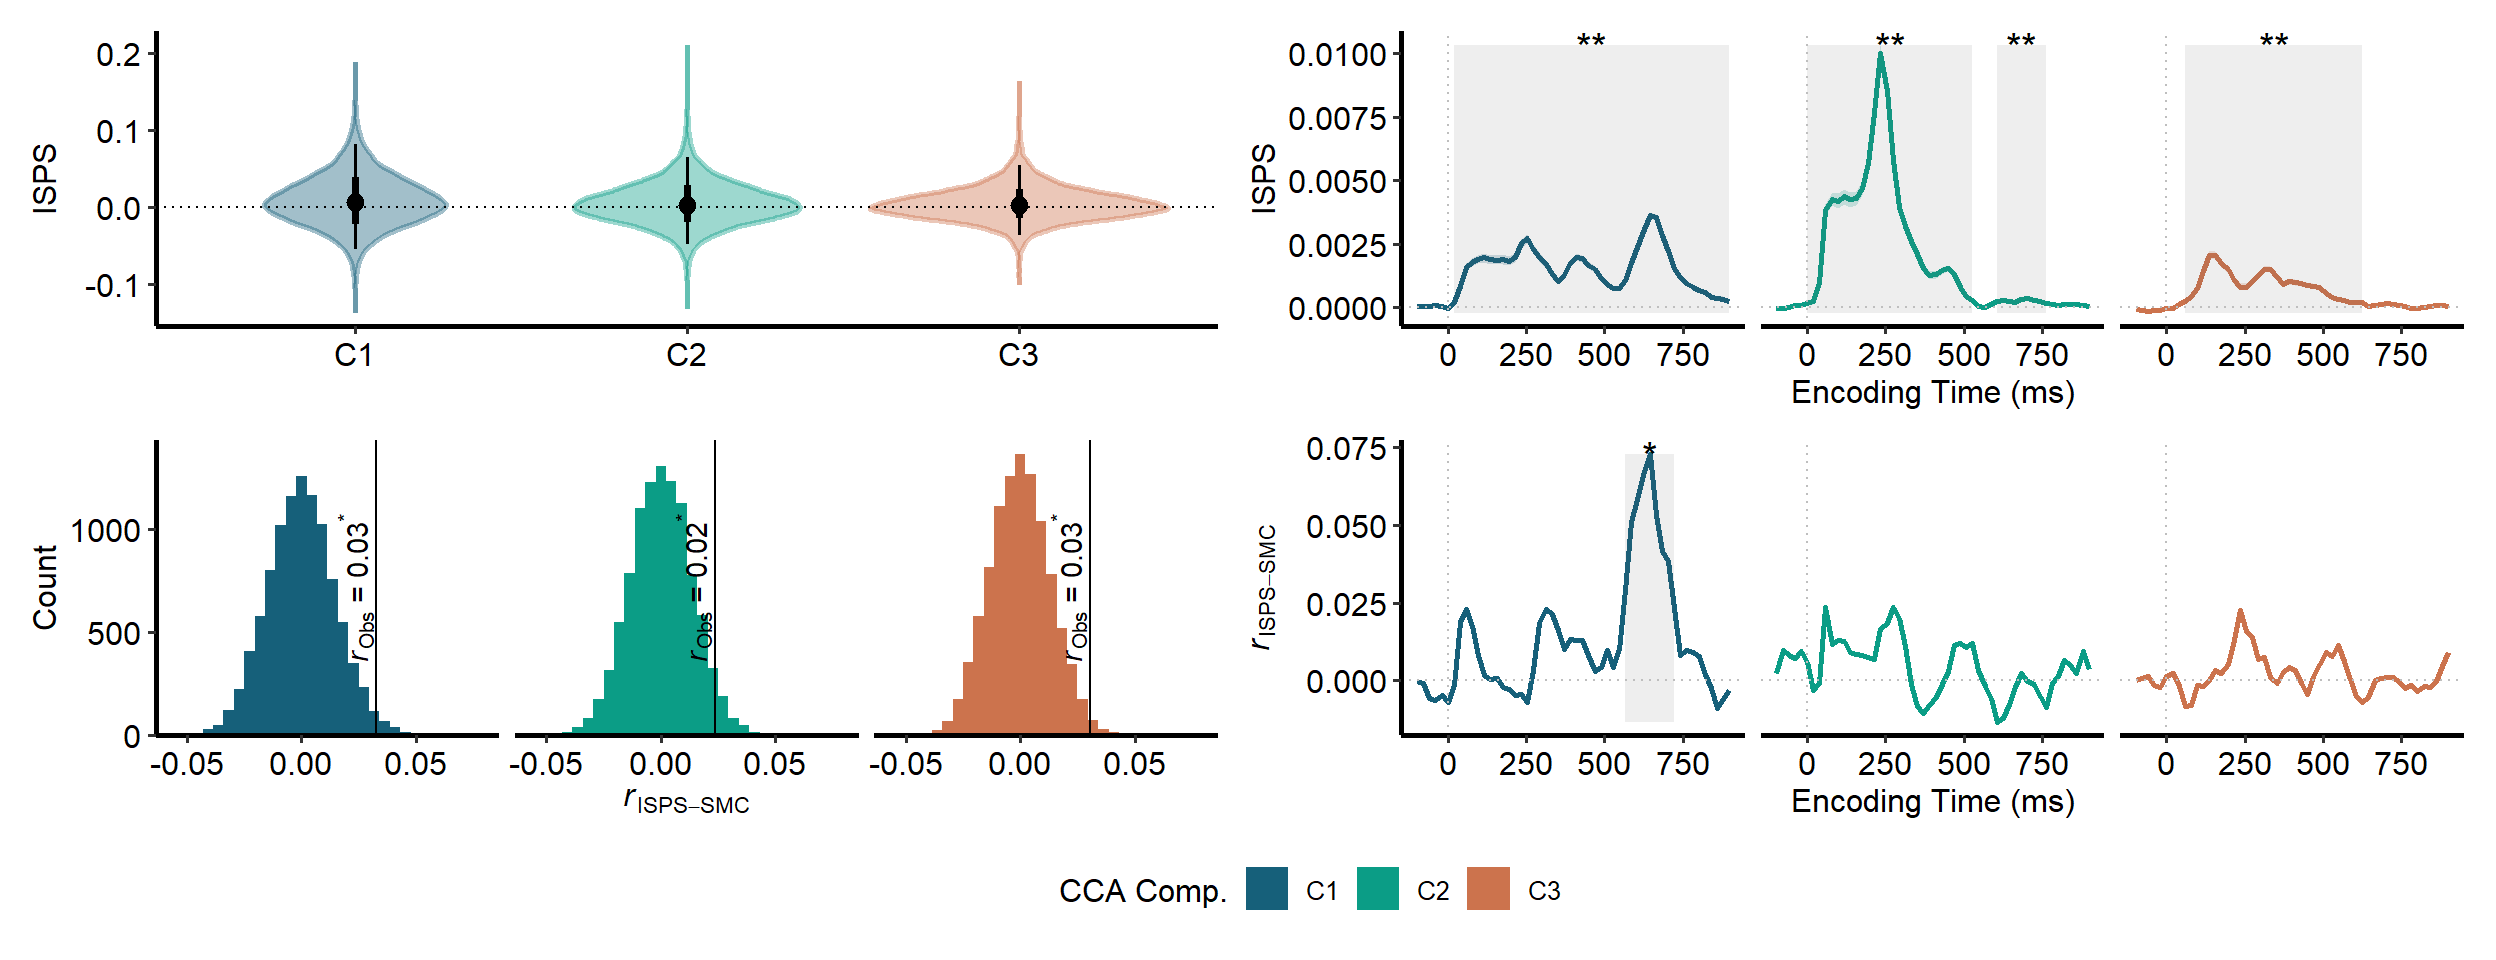 ISPS
0.2
0.1
0.0
-0.1
C1 C2 C3
ISPS
0.0100
0.0075
0.0050
0.0025
0.0000
** ** ** **
0 250 500 750 0 250 500 750 0 250 500 750
Encoding Time (ms)
Count
1000
500
0
rObs = 0.03*
rObs = 0.02*
rObs = 0.03*
-0.05 0.00 0.05 -0.05 0.00 0.05 -0.05 0.00 0.05
rISPS−SMC
rISPS−SMC
0.075
0.050
0.025
0.000
*
0 250 500 750 0 250 500 750 0 250 500 750
Encoding Time (ms)
CCA Comp. C1 C2 C3